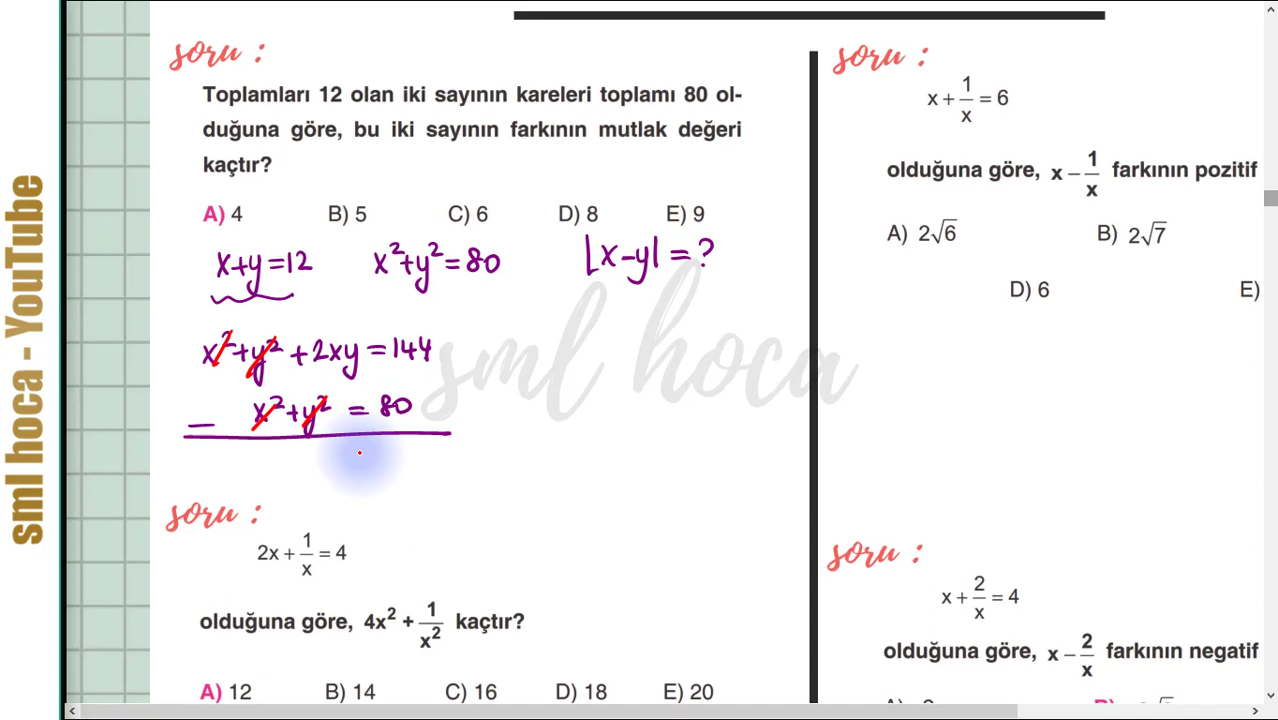 sml hoca - YouTube
soru :
Toplamları 12 olan iki sayının kareleri toplamı 80 ol-
duğuna göre, bu iki sayının farkının mutlak değeri
kaçtır?
A) 4 B) 5 C) 6 D) 8 E) 9
x+y=12 x²+y²=80 |x-y|=?
x²+y²+2xy=144
— x²+y² = 80
sml hoca
soru :
2x + 1/x = 4
olduğuna göre, 4x² + 1/x² kaçtır?
A) 12 B) 14 C) 16 D) 18 E) 20
soru :
x + 1/x = 6
olduğuna göre, x – 1/x farkının pozitif
A) 2√6 B) 2√7
D) 6 E)
soru :
x + 2/x = 4
olduğuna göre, x – 2/x farkının negatif